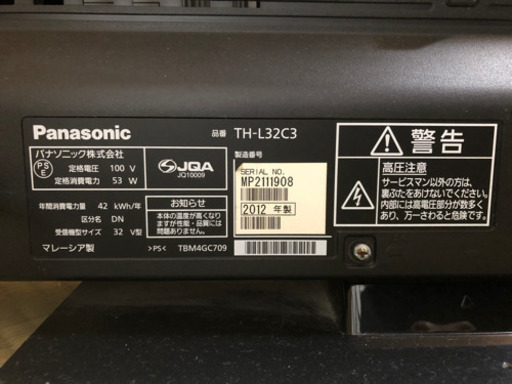 Panasonic
パナソニック株式会社
PS
E
定格電圧 100 V
定格消費電力 53 W
年間消費電力量 42 kWh/年
区分名 DN
受信機型サイズ 32 V型
マレーシア製 >PS< TBM4GC709
JQA
JQ10009
お知らせ
本体の温度が高くなり
ますが、性能・品質には
問題ありません。
品番 TH-L32C3
製造番号
SERIAL NO.
MP2111908
2012 年製
警告
高圧注意
サービスマン以外の方は、
裏ぶたをあけないでください。
内部には高電圧部分が数多く
あり、万一さわると危険です。